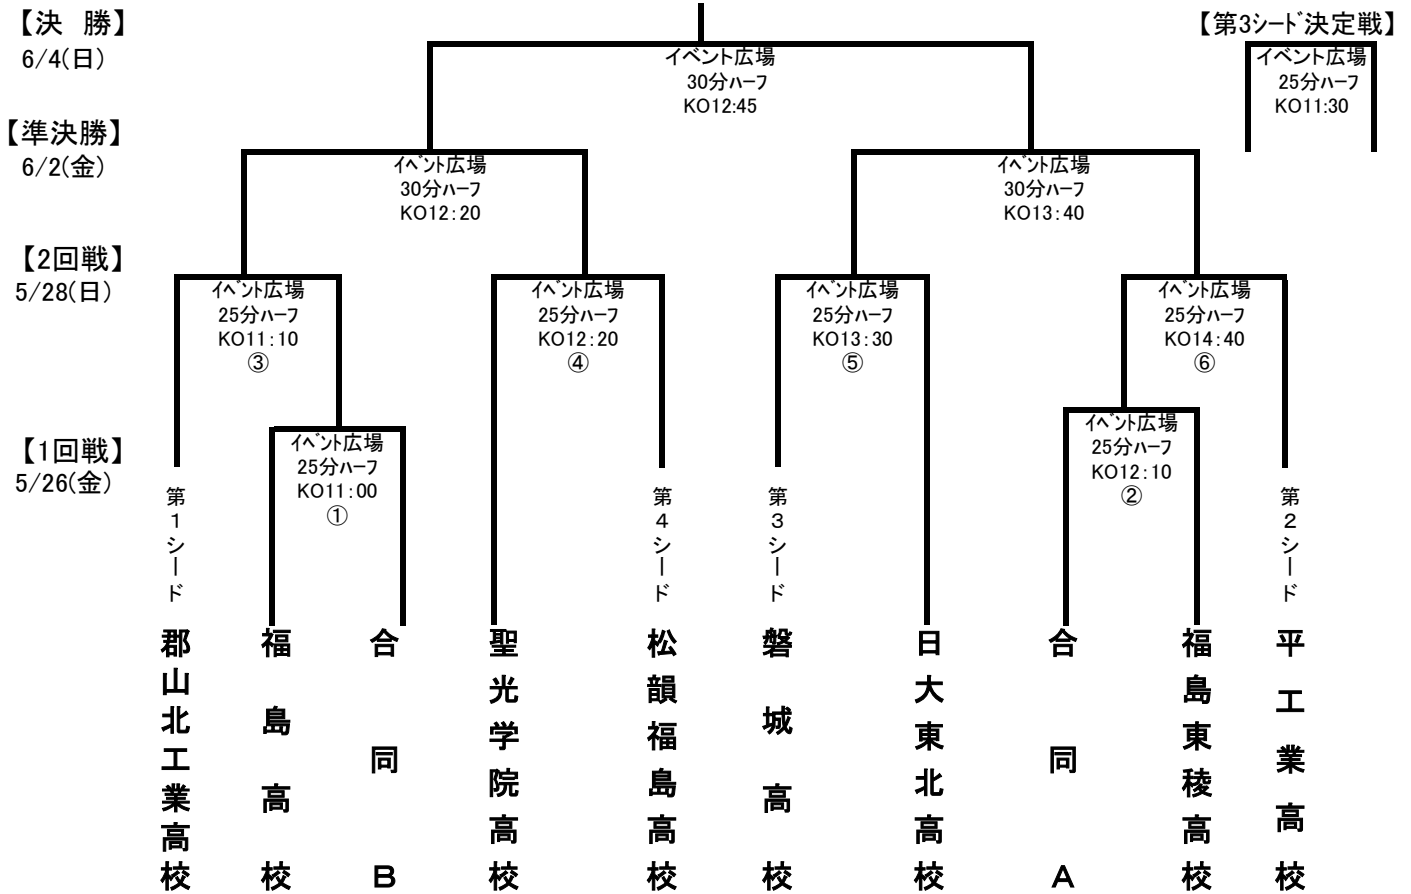 【決　勝】
6/4(日)
イベント広場
30分ハーフ
KO12:45
【第3シード決定戦】
イベント広場
25分ハーフ
KO11:30
【準決勝】
6/2(金)
イベント広場
30分ハーフ
KO12:20
イベント広場
30分ハーフ
KO13:40
【2回戦】
5/28(日)
イベント広場
25分ハーフ
KO11:10
③
イベント広場
25分ハーフ
KO12:20
④
イベント広場
25分ハーフ
KO13:30
⑤
イベント広場
25分ハーフ
KO14:40
⑥
【1回戦】
5/26(金)
イベント広場
25分ハーフ
KO11:00
①
イベント広場
25分ハーフ
KO12:10
②
第1シード
第4シード
第3シード
第2シード
郡山北工業高校
福島高校
合同B
聖光学院高校
松韻福島高校
磐城高校
日大東北高校
合同A
福島東稜高校
平工業高校